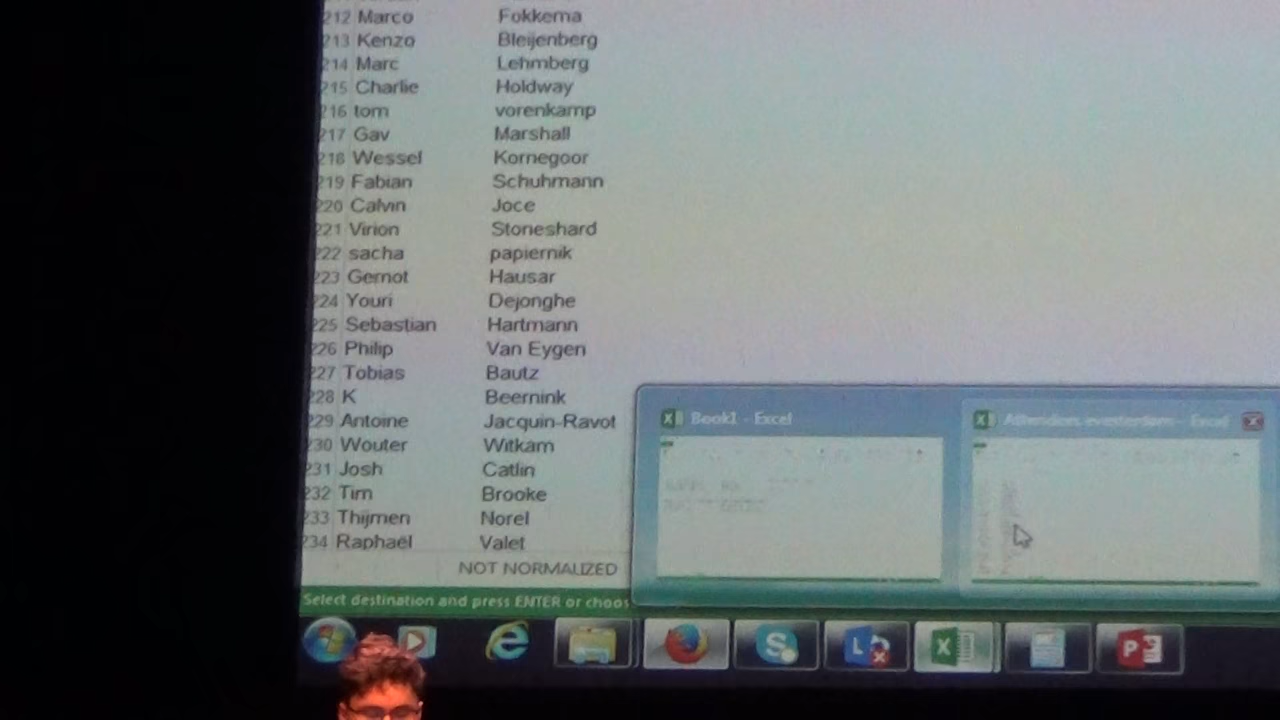 212 Marco Fokkema
213 Kenzo Bleijenberg
214 Marc Lehmberg
215 Charlie Holdway
216 tom vorenkamp
217 Gav Marshall
218 Wessel Kornegoor
219 Fabian Schuhmann
220 Calvin Joce
221 Virion Stoneshard
222 sacha papiernik
223 Gernot Hausar
224 Youri Dejonghe
225 Sebastian Hartmann
226 Philip Van Eygen
227 Tobias Bautz
228 K Beernink
229 Antoine Jacquin-Ravot
230 Wouter Witkam
231 Josh Catlin
232 Tim Brooke
233 Thijmen Norel
234 Raphaël Valet
NOT NORMALIZED
Select destination and press ENTER or choos
Book1 - Excel
- Excel